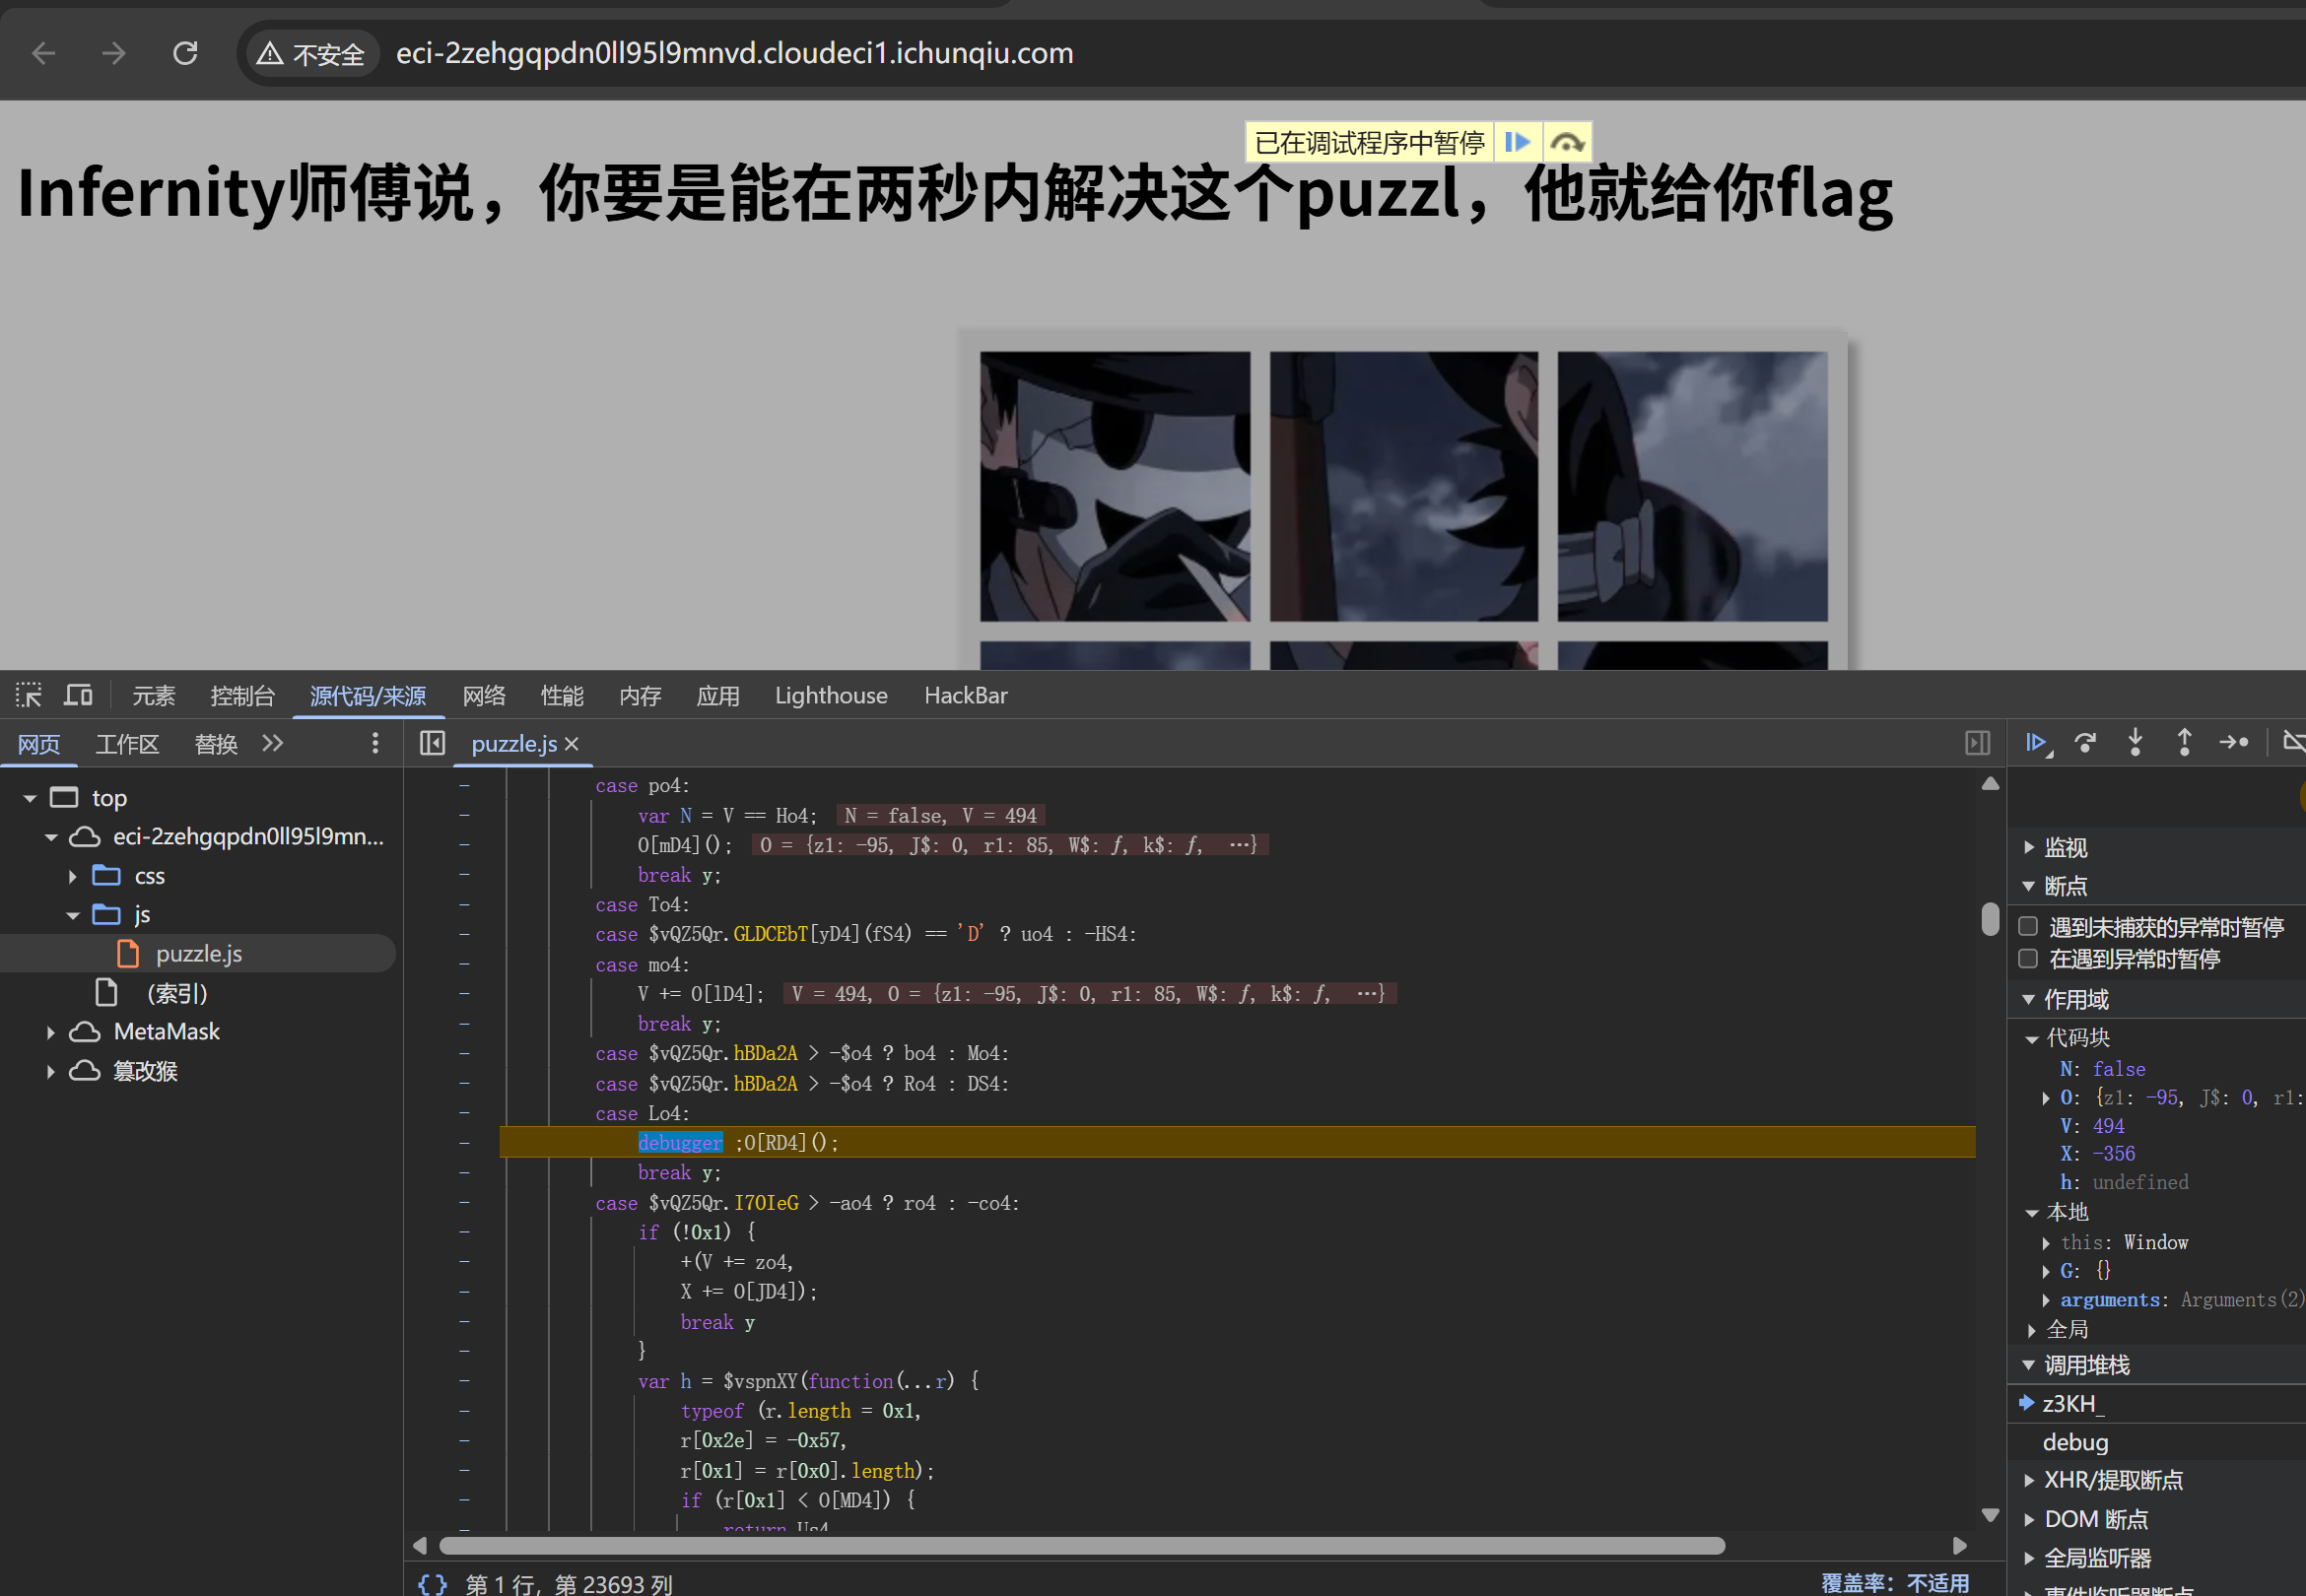 不安全 eci-2zehgqpdn0ll95l9mnvd.cloudeci1.ichunqiu.com
已在调试程序中暂停
Infernity师傅说，你要是能在两秒内解决这个puzzl，他就给你flag
元素 控制台 源代码/来源 网络 性能 内存 应用 Lighthouse HackBar
网页 工作区 替换 puzzle.js
top
eci-2zehgqpdn0ll95l9mn...
css
js
puzzle.js
（索引）
MetaMask
篡改猴
case po4:
var N = V == Ho4; N = false, V = 494
O[mD4](); O = {z1: -95, J$: 0, r1: 85, W$: f, k$: f, …}
break y;
case To4:
case $vQZ5Qr.GLDCEbT[yD4](fS4) == 'D' ? uo4 : -HS4:
case mo4:
V += O[lD4]; V = 494, O = {z1: -95, J$: 0, r1: 85, W$: f, k$: f, …}
break y;
case $vQZ5Qr.hBDa2A > -$o4 ? bo4 : Mo4:
case $vQZ5Qr.hBDa2A > -$o4 ? Ro4 : DS4:
case Lo4:
debugger ;O[RD4]();
break y;
case $vQZ5Qr.I7OIeG > -ao4 ? ro4 : -co4:
if (!0x1) {
+(V += zo4,
X += O[JD4]);
break y
}
var h = $vspnXY(function(...r) {
typeof (r.length = 0x1,
r[0x2e] = -0x57,
r[0x1] = r[0x0].length);
if (r[0x1] < O[MD4]) {
return Us4
{} 第 1 行，第 23693 列 覆盖率：不适用
监视
断点
遇到未捕获的异常时暂停
在遇到异常时暂停
作用域
代码块
N: false
O: {z1: -95, J$: 0, r1:
V: 494
X: -356
h: undefined
本地
this: Window
G: {}
arguments: Arguments(2)
全局
调用堆栈
z3KH_
debug
XHR/提取断点
DOM 断点
全局监听器
事件监听器断点